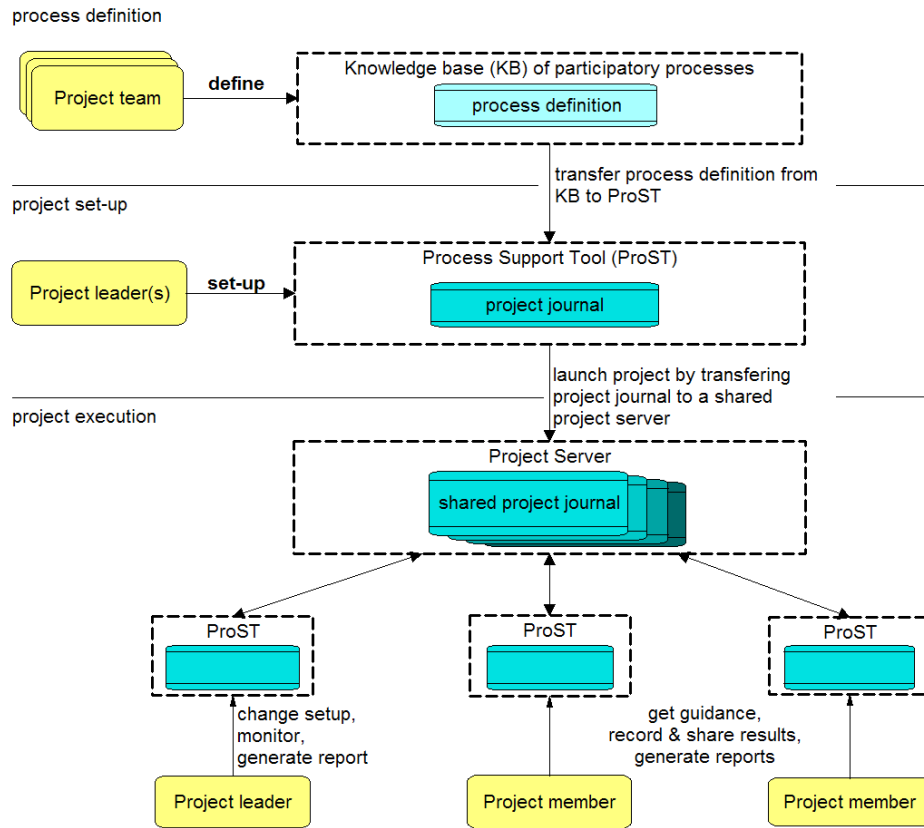 process definition
Knowledge base (KB) of participatory processes
Project team
define
process definition
transfer process definition from
KB to ProST
project set-up
Process Support Tool (ProST)
Project leader(s)
set-up
project journal
launch project by transfering
project journal to a shared
project server
project execution
Project Server
shared project journal
ProST
ProST
ProST
change setup,
monitor,
generate report
get guidance,
record & share results,
generate reports
Project leader
Project member
Project member